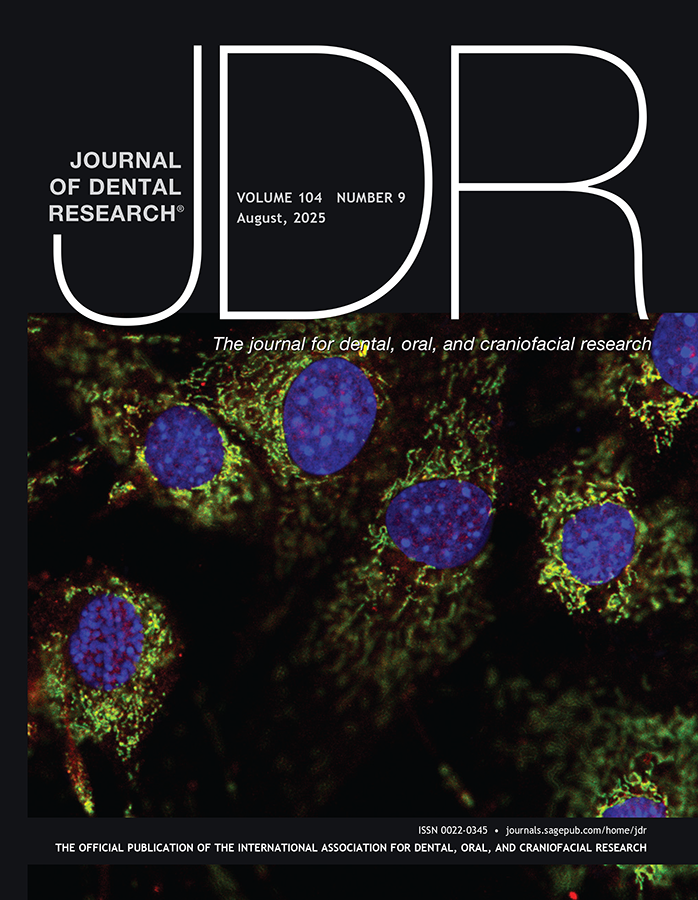 JDR
JOURNAL
OF DENTAL
RESEARCH®
VOLUME 104 NUMBER 9
August, 2025
The journal for dental, oral, and craniofacial research
ISSN 0022-0345 • journals.sagepub.com/home/jdr
THE OFFICIAL PUBLICATION OF THE INTERNATIONAL ASSOCIATION FOR DENTAL, ORAL, AND CRANIOFACIAL RESEARCH